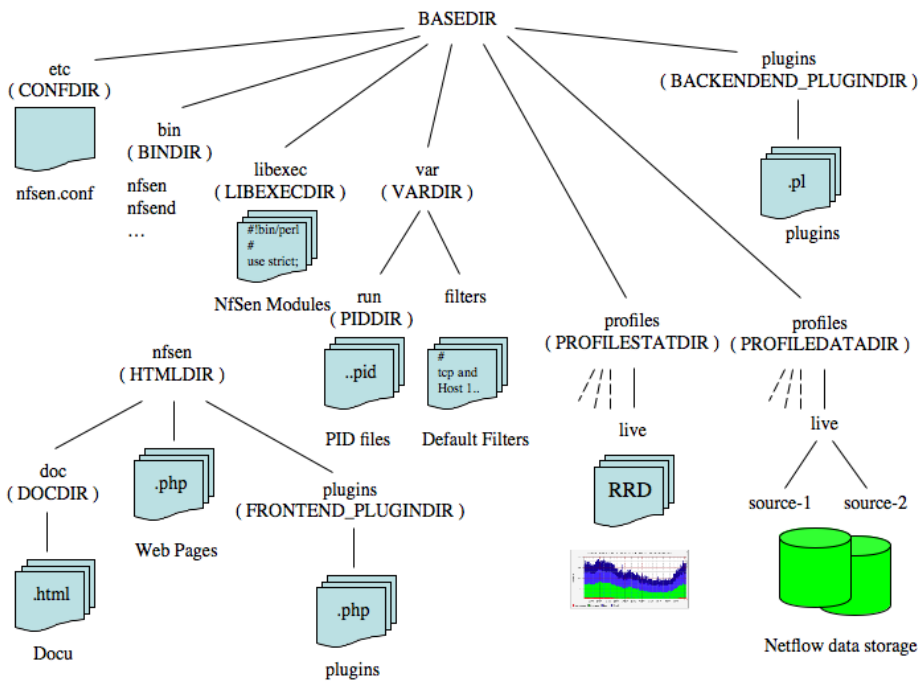 BASEDIR
etc
( CONFDIR )
nfsen.conf
bin
( BINDIR )
nfsen
nfsend
…
libexec
( LIBEXECDIR )
#!bin/perl
#
use strict;
NfSen Modules
var
( VARDIR )
run
( PIDDIR )
..pid
PID files
filters
#
tcp and
Host 1..
Default Filters
plugins
( BACKENDEND_PLUGINDIR )
.pl
plugins
profiles
( PROFILESTATDIR )
live
RRD
profiles
( PROFILEDATADIR )
live
source-1
source-2
Netflow data storage
nfsen
( HTMLDIR )
doc
( DOCDIR )
.html
Docu
.php
Web Pages
plugins
( FRONTEND_PLUGINDIR )
.php
plugins